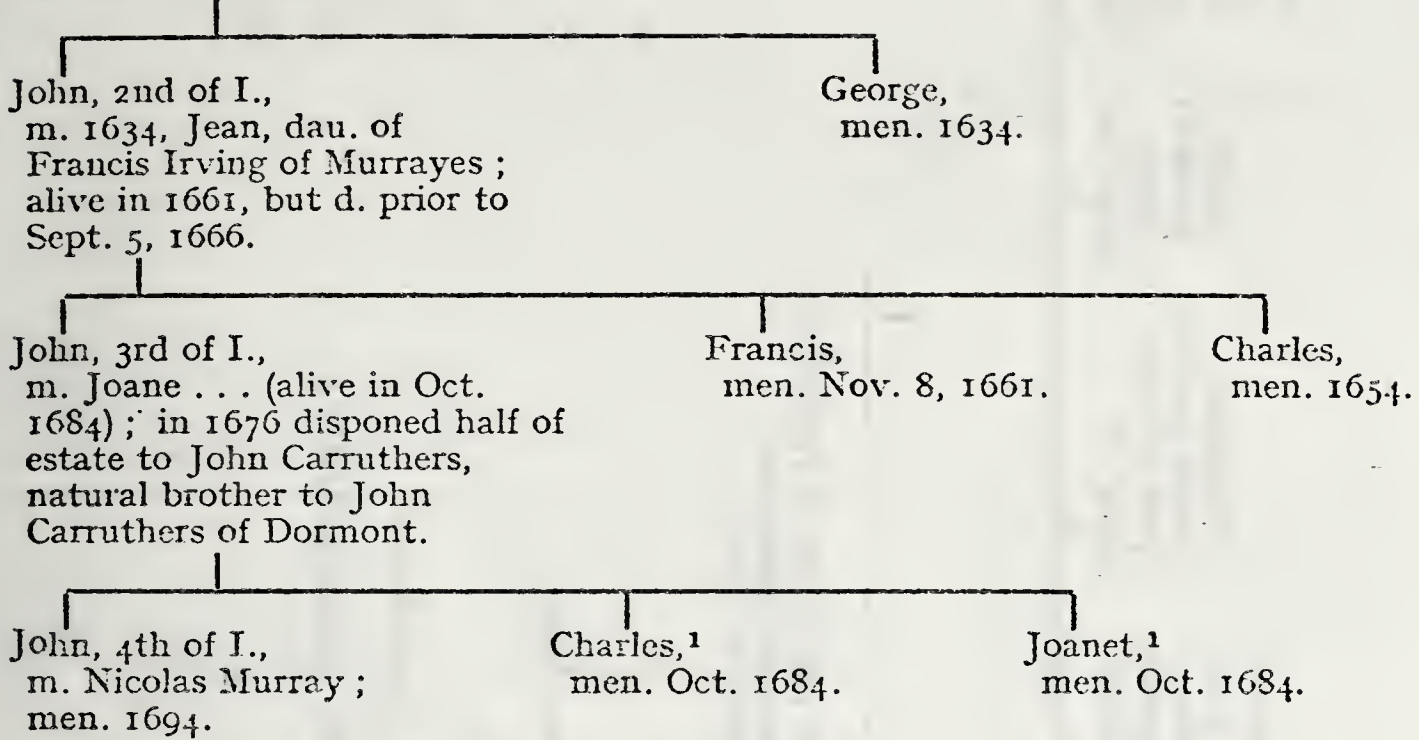 John, 2nd of I.,
m. 1634, Jean, dau. of
Francis Irving of Murrayes ;
alive in 1661, but d. prior to
Sept. 5, 1666.
George,
men. 1634.
John, 3rd of I.,
m. Joane . . . (alive in Oct.
1684) ; in 1676 disponed half of
estate to John Carruthers,
natural brother to John
Carruthers of Dormont.
Francis,
men. Nov. 8, 1661.
Charles,
men. 1654.
John, 4th of I.,
m. Nicolas Murray ;
men. 1694.
Charles,¹
men. Oct. 1684.
Joanet,¹
men. Oct. 1684.